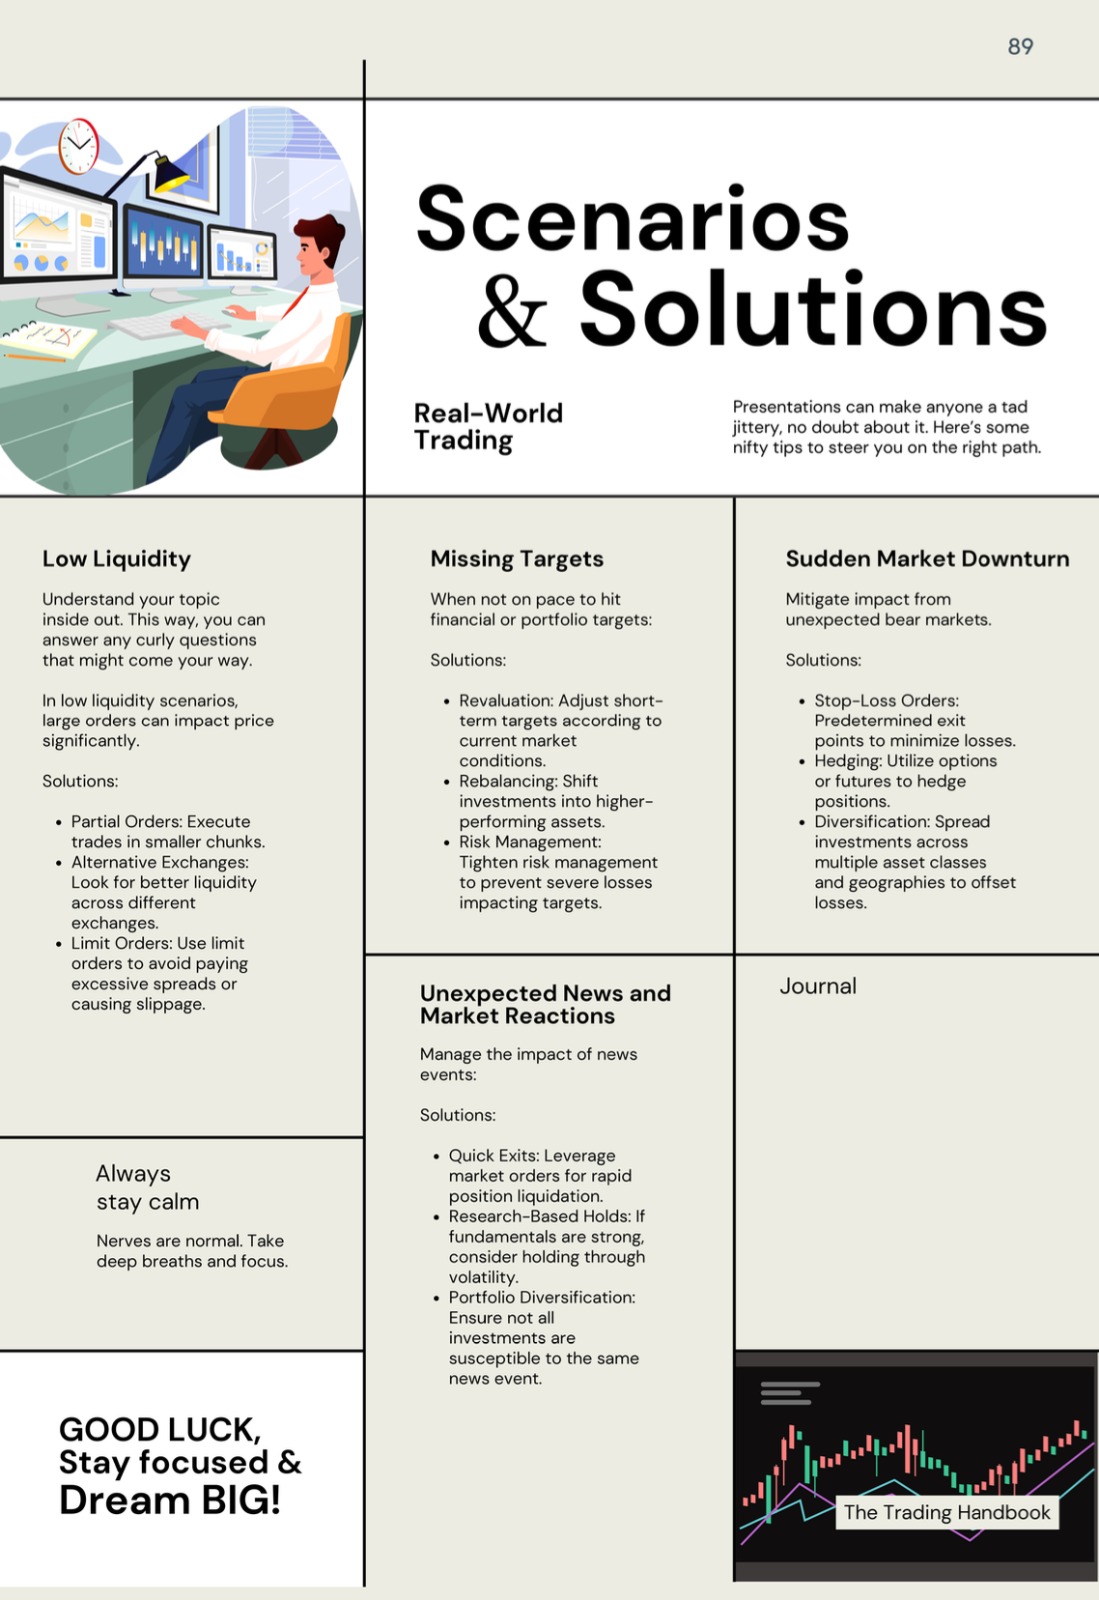 89
Scenarios
& Solutions
Real-World
Trading
Presentations can make anyone a tad
jittery, no doubt about it. Here's some
nifty tips to steer you on the right path.
Low Liquidity
Understand your topic
inside out. This way, you can
answer any curly questions
that might come your way.
In low liquidity scenarios,
large orders can impact price
significantly.
Solutions:
• Partial Orders: Execute
trades in smaller chunks.
• Alternative Exchanges:
Look for better liquidity
across different
exchanges.
• Limit Orders: Use limit
orders to avoid paying
excessive spreads or
causing slippage.
Missing Targets
When not on pace to hit
financial or portfolio targets:
Solutions:
• Revaluation: Adjust short-
term targets according to
current market
conditions.
• Rebalancing: Shift
investments into higher-
performing assets.
• Risk Management:
Tighten risk management
to prevent severe losses
impacting targets.
Sudden Market Downturn
Mitigate impact from
unexpected bear markets.
Solutions:
• Stop-Loss Orders:
Predetermined exit
points to minimize losses.
• Hedging: Utilize options
or futures to hedge
positions.
• Diversification: Spread
investments across
multiple asset classes
and geographies to offset
losses.
Always
stay calm
Nerves are normal. Take
deep breaths and focus.
GOOD LUCK,
Stay focused &
Dream BIG!
Unexpected News and
Market Reactions
Manage the impact of news
events:
Solutions:
• Quick Exits: Leverage
market orders for rapid
position liquidation.
• Research-Based Holds: If
fundamentals are strong,
consider holding through
volatility.
• Portfolio Diversification:
Ensure not all
investments are
susceptible to the same
news event.
Journal
The Trading Handbook